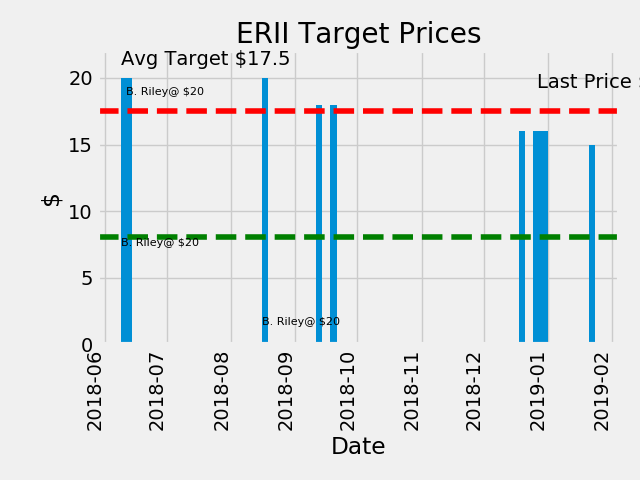 ERII Target Prices
Avg Target $17.5
Last Price
B. Riley@ $20
B. Riley@ $20
B. Riley@ $20
$
20
15
10
5
0
2018-06
2018-07
2018-08
2018-09
2018-10
2018-11
2018-12
2019-01
2019-02
Date